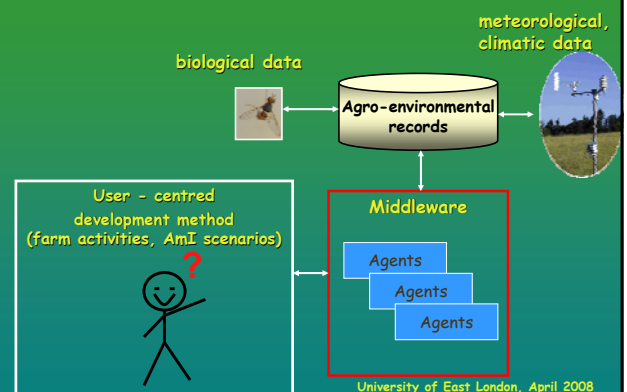 meteorological,
climatic data
biological data
Agro-environmental
records
User - centred
development method
(farm activities, AmI scenarios)
?
Middleware
Agents
Agents
Agents
University of East London, April 2008